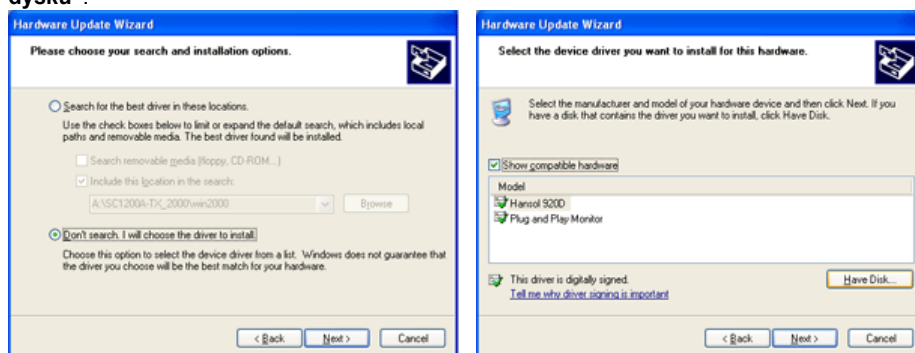 dysku".
Hardware Update Wizard
Please choose your search and installation options.
Search for the best driver in these locations.
Use the check boxes below to limit or expand the default search, which includes local
paths and removable media. The best driver found will be installed.
Search removable media (floppy, CD-ROM...)
Include this location in the search:
A:\SC1200A-TX_2000\win2000
Browse
Don't search. I will choose the driver to install.
Choose this option to select the device driver from a list. Windows does not guarantee that
the driver you choose will be the best match for your hardware.
< Back Next > Cancel
Hardware Update Wizard
Select the device driver you want to install for this hardware.
Select the manufacturer and model of your hardware device and then click Next. If you
have a disk that contains the driver you want to install, click Have Disk.
Show compatible hardware
Model
Hansol 920D
Plug and Play Monitor
This driver is digitally signed.
Tell me why driver signing is important
Have Disk...
< Back Next > Cancel